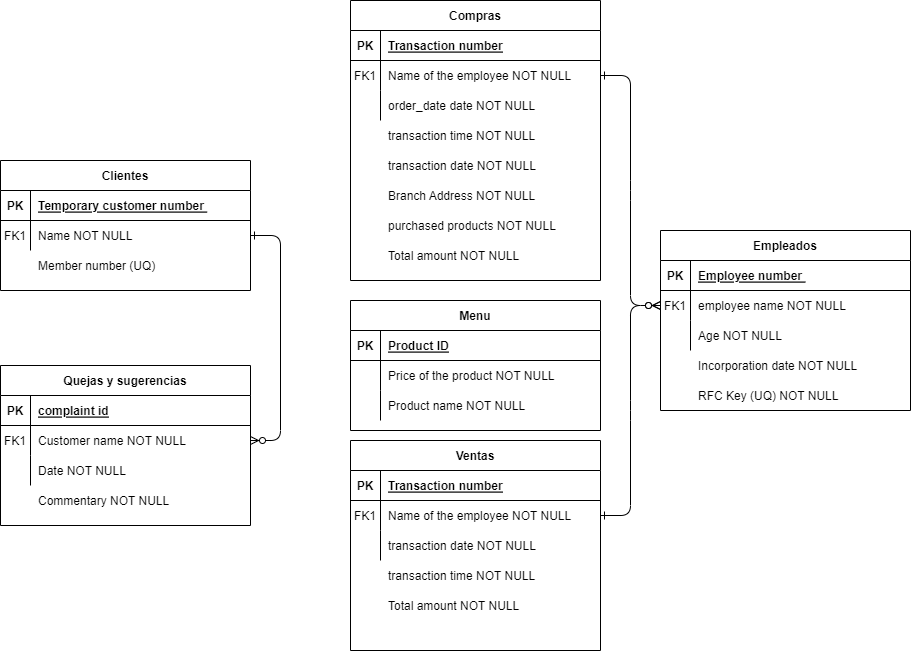 Compras
PK Transaction number
FK1 Name of the employee NOT NULL
order_date date NOT NULL
transaction time NOT NULL
transaction date NOT NULL
Branch Address NOT NULL
purchased products NOT NULL
Total amount NOT NULL
Clientes
PK Temporary customer number
FK1 Name NOT NULL
Member number (UQ)
Empleados
PK Employee number
FK1 employee name NOT NULL
Age NOT NULL
Incorporation date NOT NULL
RFC Key (UQ) NOT NULL
Menu
PK Product ID
Price of the product NOT NULL
Product name NOT NULL
Quejas y sugerencias
PK complaint id
FK1 Customer name NOT NULL
Date NOT NULL
Commentary NOT NULL
Ventas
PK Transaction number
FK1 Name of the employee NOT NULL
transaction date NOT NULL
transaction time NOT NULL
Total amount NOT NULL